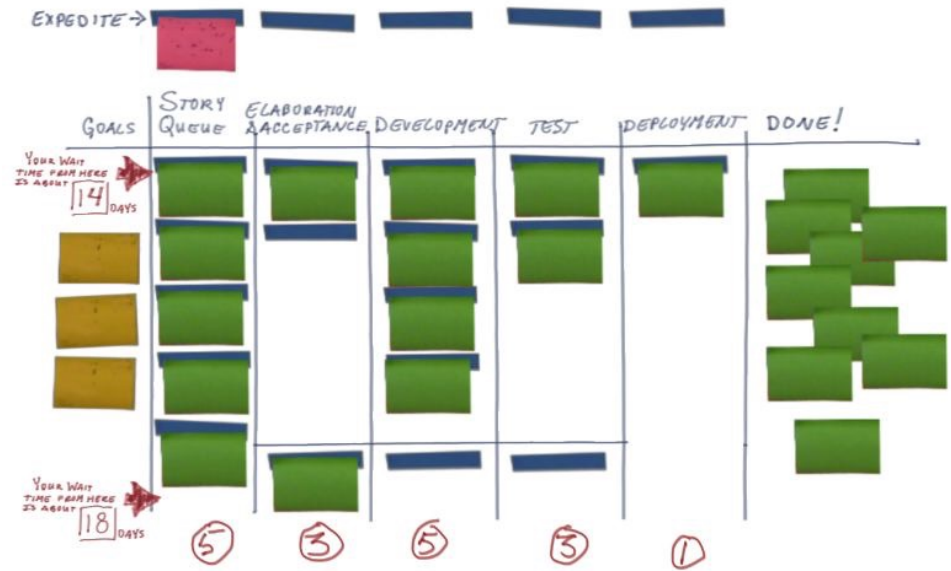 EXPEDITE →
GOALS
STORY
QUEUE
ELABORATION
& ACCEPTANCE
DEVELOPMENT
TEST
DEPLOYMENT
DONE!
YOUR WAIT
TIME FROM HERE
IS ABOUT
14
DAYS
YOUR WAIT
TIME FROM HERE
IS ABOUT
18
DAYS
5
3
5
3
1